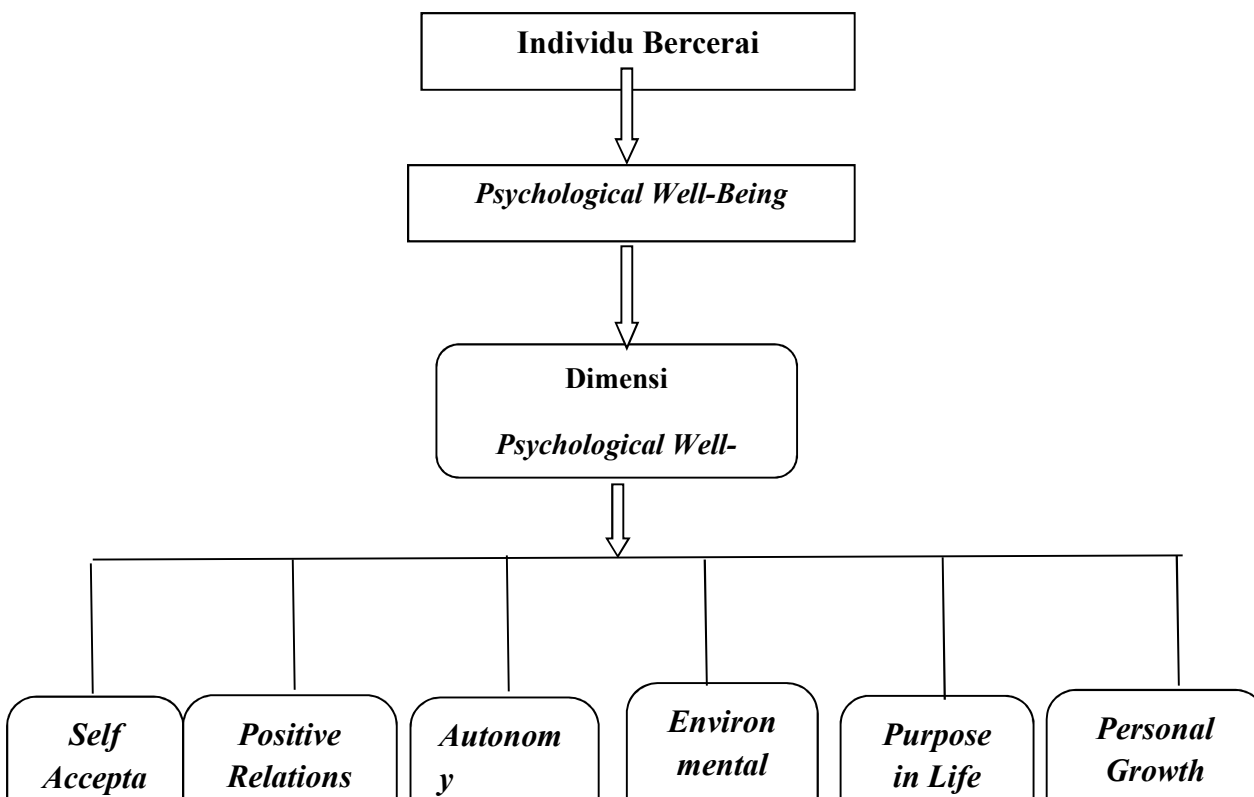 Individu Bercerai
Psychological Well-Being
Dimensi
Psychological Well-
Self
Accepta
Positive
Relations
Autonom
y
Environ
mental
Purpose
in Life
Personal
Growth